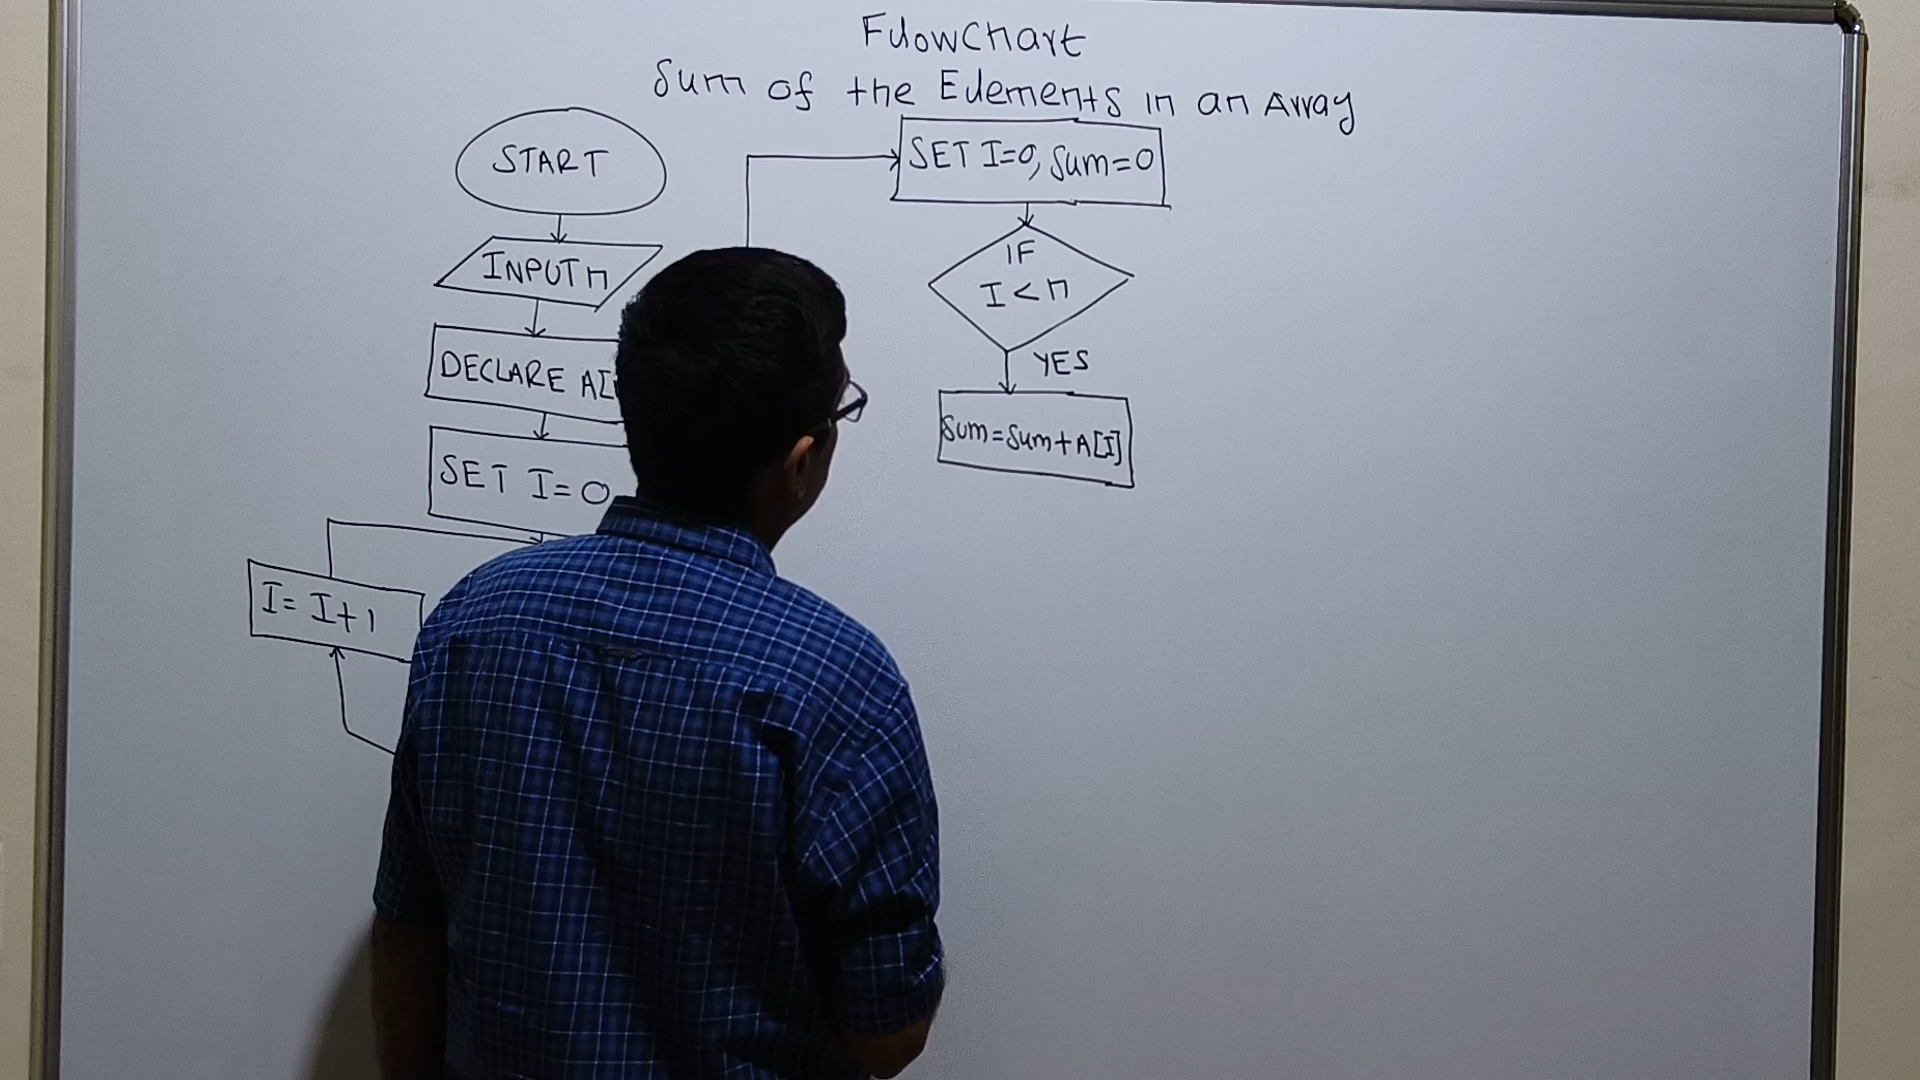 FlowChart
Sum of the Elements in an Array
START
INPUT n
DECLARE A[
SET I=0
I=I+1
SET I=0, Sum=0
IF
I<n
YES
Sum=Sum+A[I]